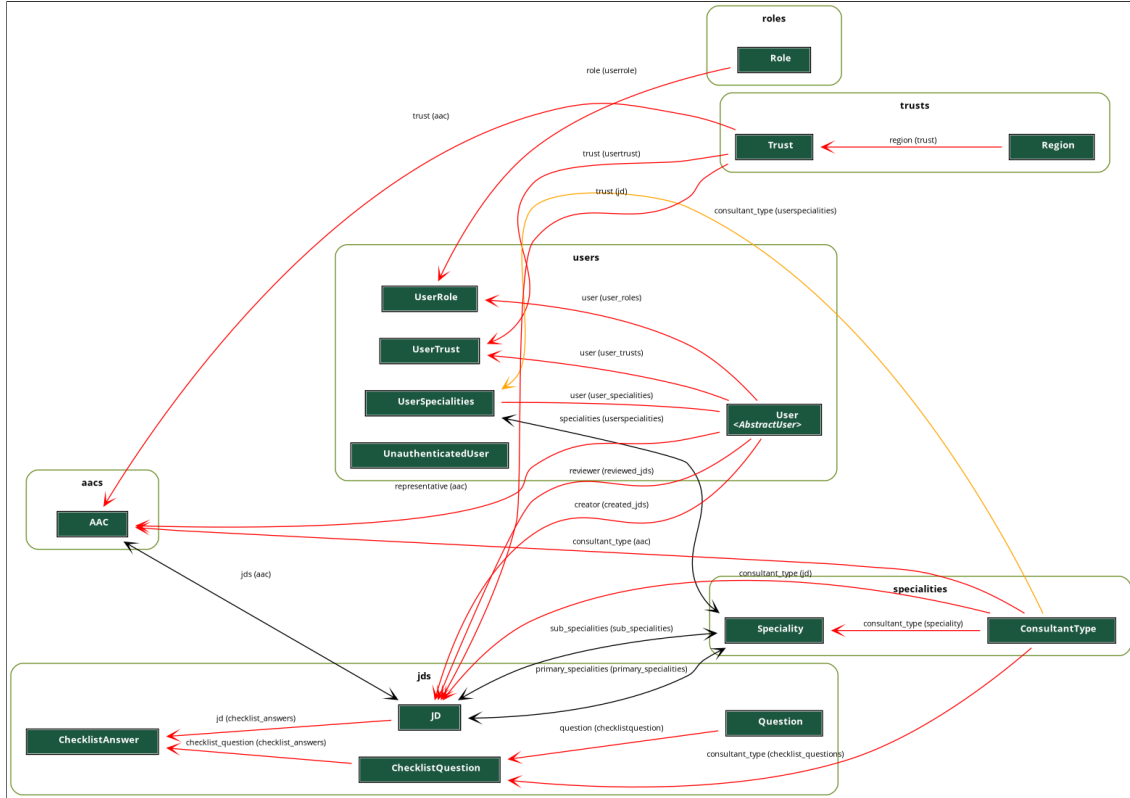 roles
Role
role (userrole)
trusts
trust (aac)
Trust
region (trust)
Region
trust (usertrust)
trust (jd)
consultant_type (userspecialities)
users
UserRole
user (user_roles)
UserTrust
user (user_trusts)
UserSpecialities
user (user_specialities)
User
<AbstractUser>
specialities (userspecialities)
UnauthenticatedUser
reviewer (reviewed_jds)
representative (aac)
aacs
creator (created_jds)
AAC
consultant_type (aac)
jds (aac)
consultant_type (jd)
specialities
sub_specialities (sub_specialities)
Speciality
consultant_type (speciality)
ConsultantType
primary_specialities (primary_specialities)
jds
jd (checklist_answers)
JD
question (checklistquestion)
Question
ChecklistAnswer
checklist_question (checklist_answers)
consultant_type (checklist_questions)
ChecklistQuestion